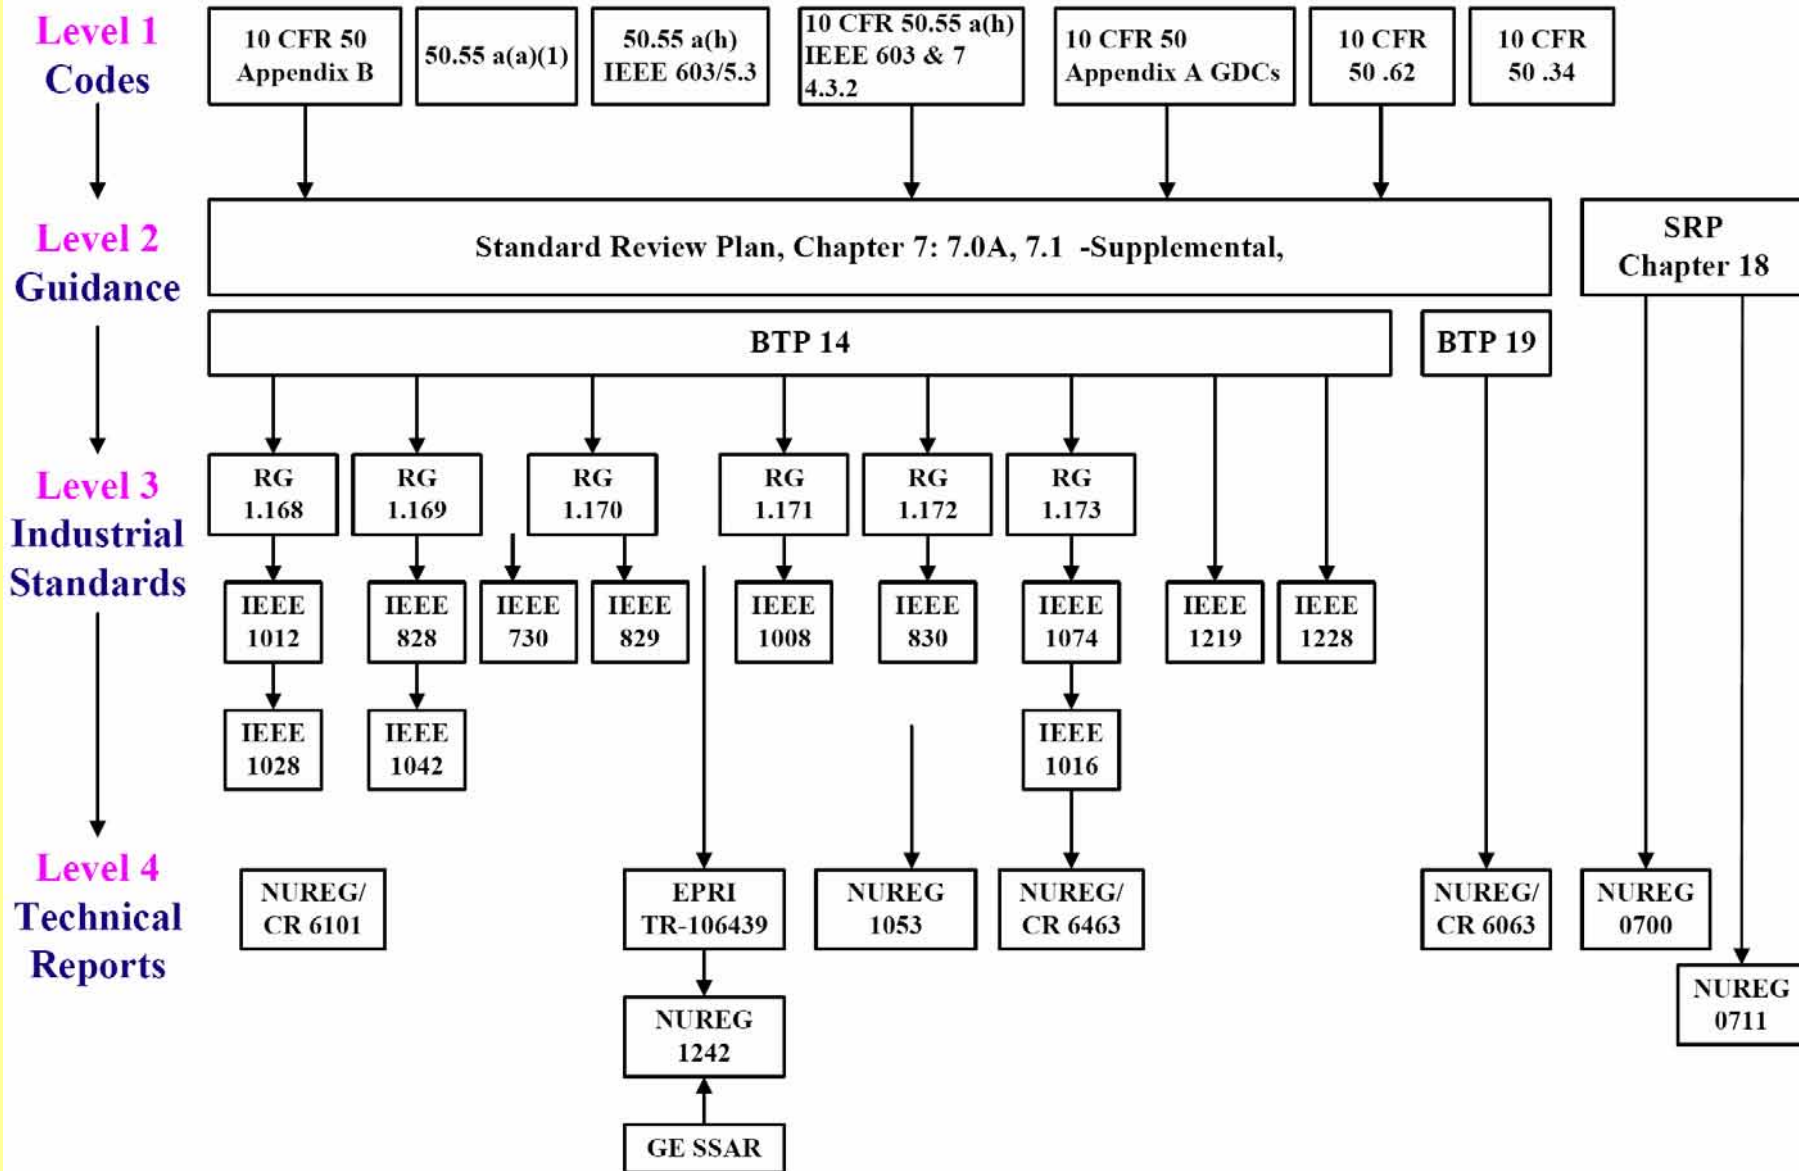 Level 1
Codes
10 CFR 50
Appendix B
50.55 a(a)(1)
50.55 a(h)
IEEE 603/5.3
10 CFR 50.55 a(h)
IEEE 603 & 7
4.3.2
10 CFR 50
Appendix A GDCs
10 CFR
50 .62
10 CFR
50 .34
Level 2
Guidance
Standard Review Plan, Chapter 7: 7.0A, 7.1 -Supplemental,
SRP
Chapter 18
BTP 14
BTP 19
Level 3
Industrial
Standards
RG
1.168
RG
1.169
RG
1.170
RG
1.171
RG
1.172
RG
1.173
IEEE
1012
IEEE
828
IEEE
730
IEEE
829
IEEE
1008
IEEE
830
IEEE
1074
IEEE
1219
IEEE
1228
IEEE
1028
IEEE
1042
IEEE
1016
Level 4
Technical
Reports
NUREG/
CR 6101
EPRI
TR-106439
NUREG
1053
NUREG/
CR 6463
NUREG/
CR 6063
NUREG
0700
NUREG
0711
NUREG
1242
GE SSAR